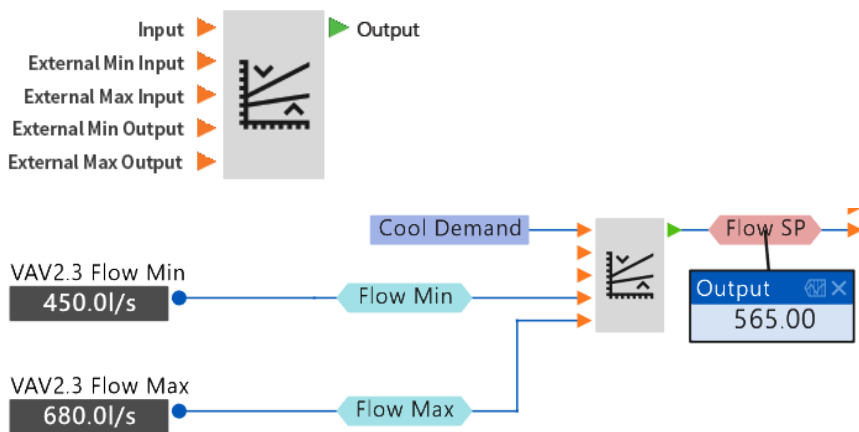 Input
Output
External Min Input
External Max Input
External Min Output
External Max Output
Cool Demand
Flow SP
VAV2.3 Flow Min
450.0l/s
Flow Min
Output
565.00
VAV2.3 Flow Max
680.0l/s
Flow Max